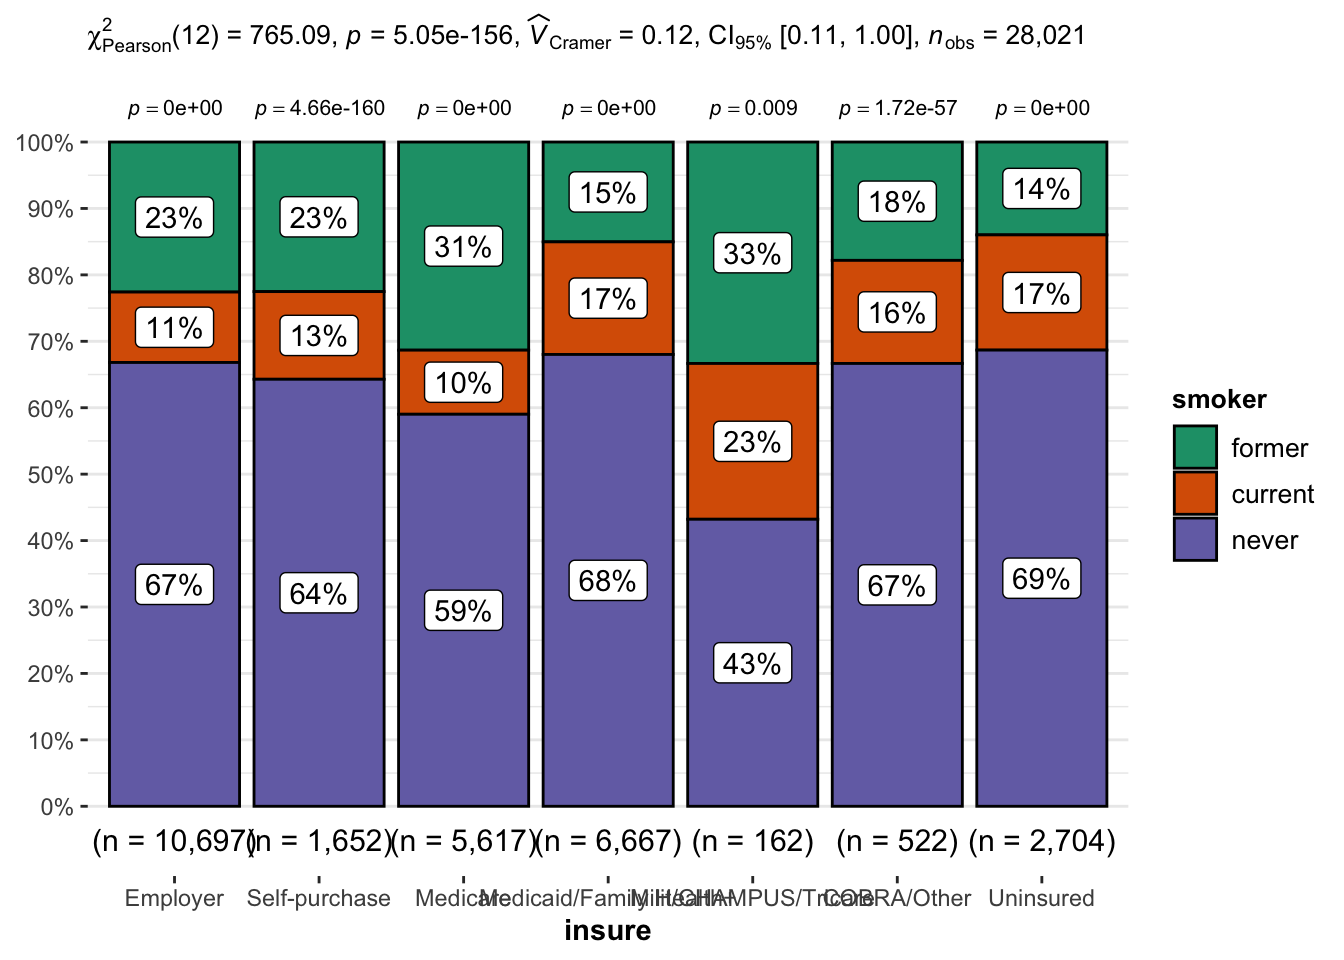 χ²Pearson(12) = 765.09, p = 5.05e-156, V̂Cramer = 0.12, CI95% [0.11, 1.00], nobs = 28,021
p = 0e+00 p = 4.66e-160 p = 0e+00 p = 0e+00 p = 0.009 p = 1.72e-57 p = 0e+00
100%
90%
80%
70%
60%
50%
40%
30%
20%
10%
0%
23% 23% 31% 15% 33% 18% 14%
11% 13% 10% 17% 23% 16% 17%
67% 64% 59% 68% 43% 67% 69%
smoker
former
current
never
(n = 10,697) (n = 1,652) (n = 5,617) (n = 6,667) (n = 162) (n = 522) (n = 2,704)
Employer Self-purchase Medicare Medicaid/Family COBRA/Other Uninsured
insure